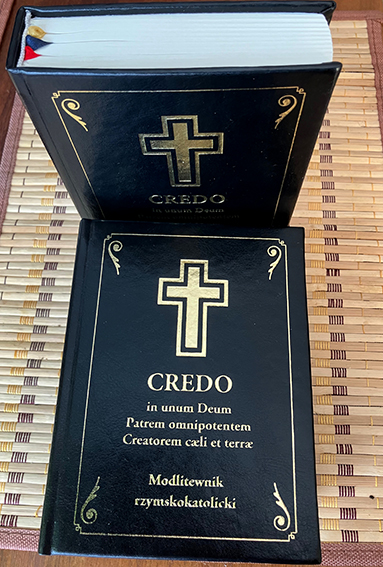 CREDO
in unum Deum
CREDO
in unum Deum
Patrem omnipotentem
Creatorem cæli et terræ
Modlitewnik
rzymskokatolicki